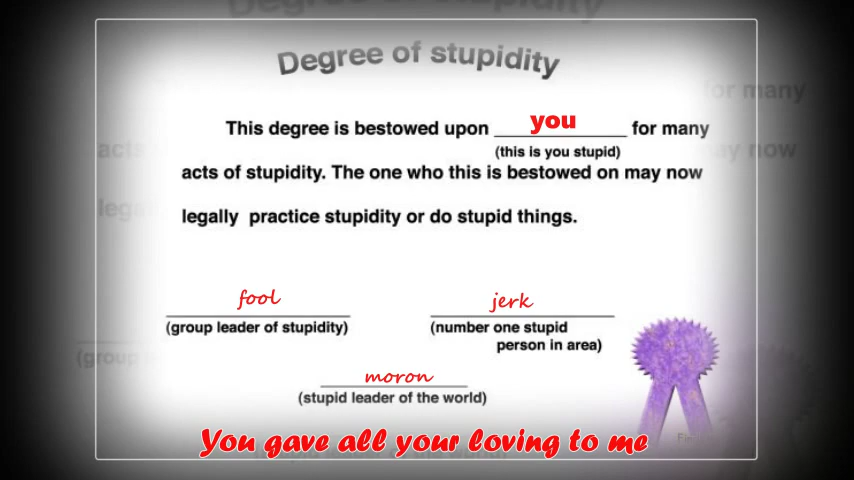 Degree of stupidity
This degree is bestowed upon you for many
(this is you stupid)
acts of stupidity. The one who this is bestowed on may now
legally practice stupidity or do stupid things.
fool
jerk
(group leader of stupidity)
(number one stupid
person in area)
moron
(stupid leader of the world)
You gave all your loving to me